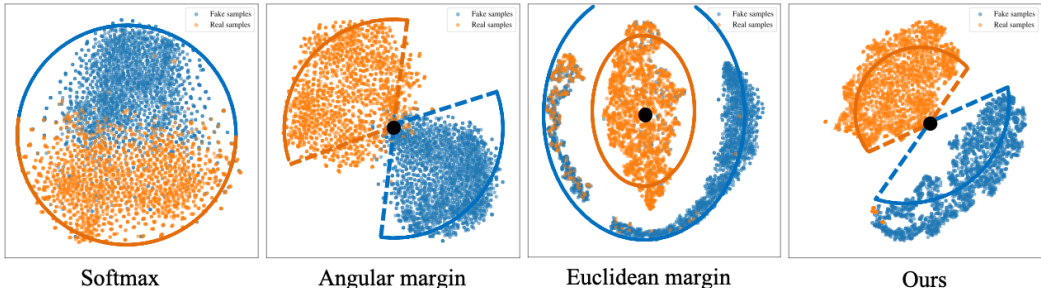 Fake samples
Real samples
Fake samples
Real samples
Fake samples
Real samples
Fake samples
Real samples
Softmax
Angular margin
Euclidean margin
Ours